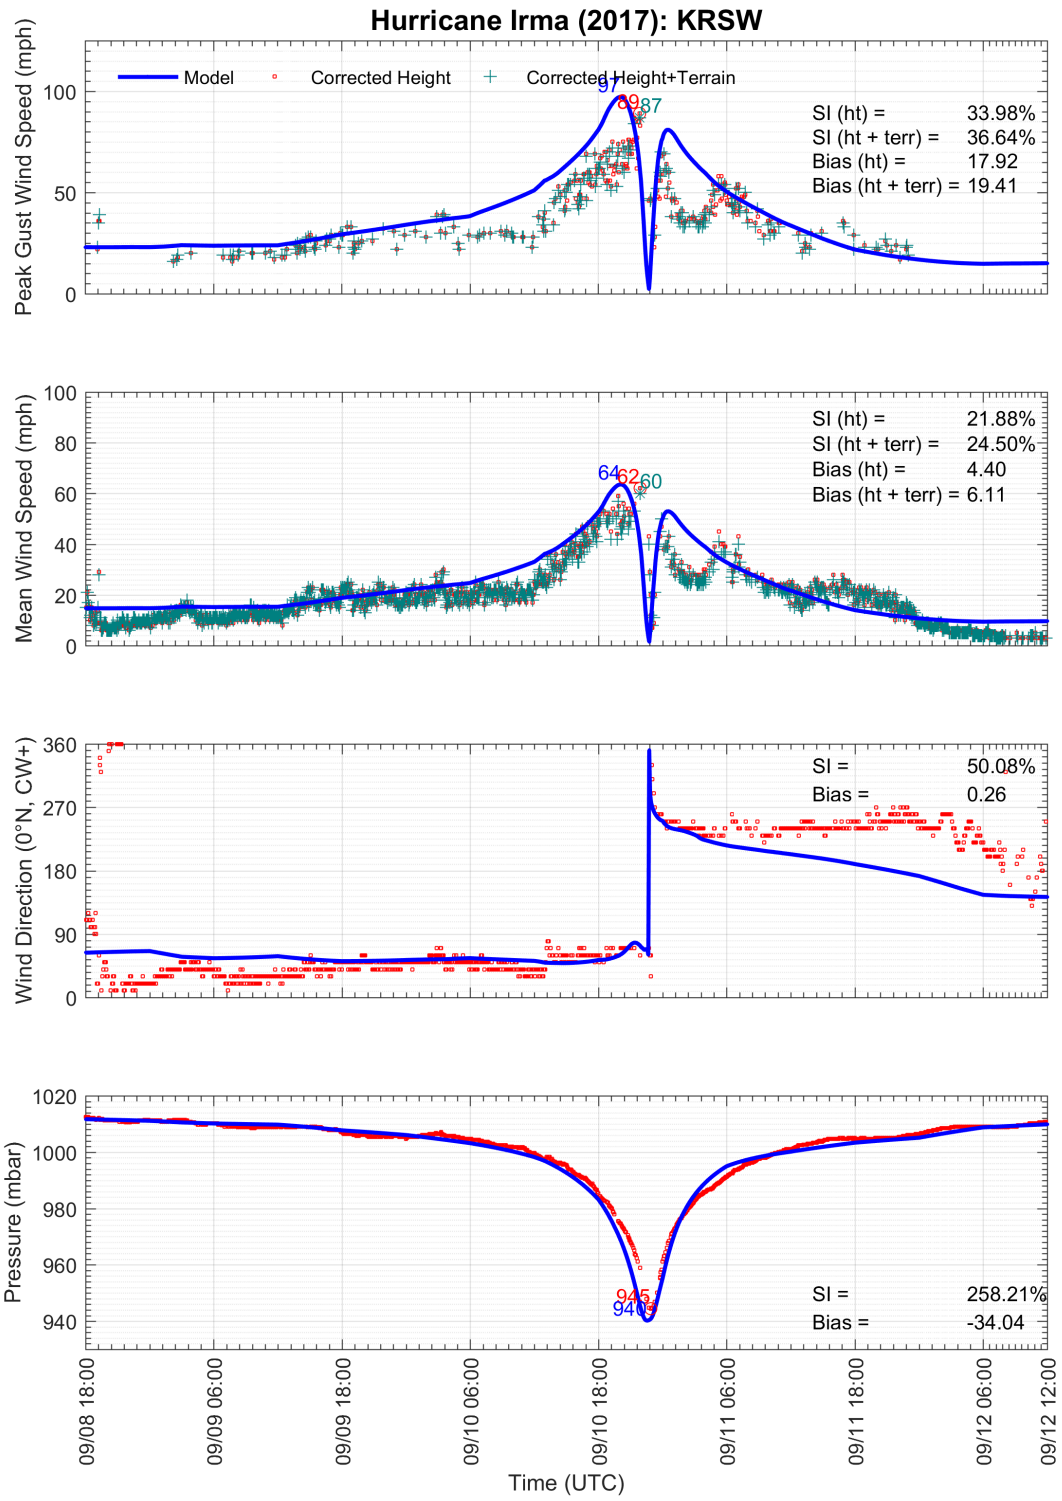 Hurricane Irma (2017): KRSW
Peak Gust Wind Speed (mph)
Model
Corrected Height
Corrected Height+Terrain
100
50
0
97
89
87
SI (ht) = 33.98%
SI (ht + terr) = 36.64%
Bias (ht) = 17.92
Bias (ht + terr) = 19.41
Mean Wind Speed (mph)
100
80
60
40
20
0
64
62
60
SI (ht) = 21.88%
SI (ht + terr) = 24.50%
Bias (ht) = 4.40
Bias (ht + terr) = 6.11
Wind Direction (0°N, CW+)
360
270
180
90
0
SI = 50.08%
Bias = 0.26
Pressure (mbar)
1020
1000
980
960
940
945
940
SI = 258.21%
Bias = -34.04
09/08 18:00
09/09 06:00
09/09 18:00
09/10 06:00
09/10 18:00
09/11 06:00
09/11 18:00
09/12 06:00
09/12 12:00
Time (UTC)